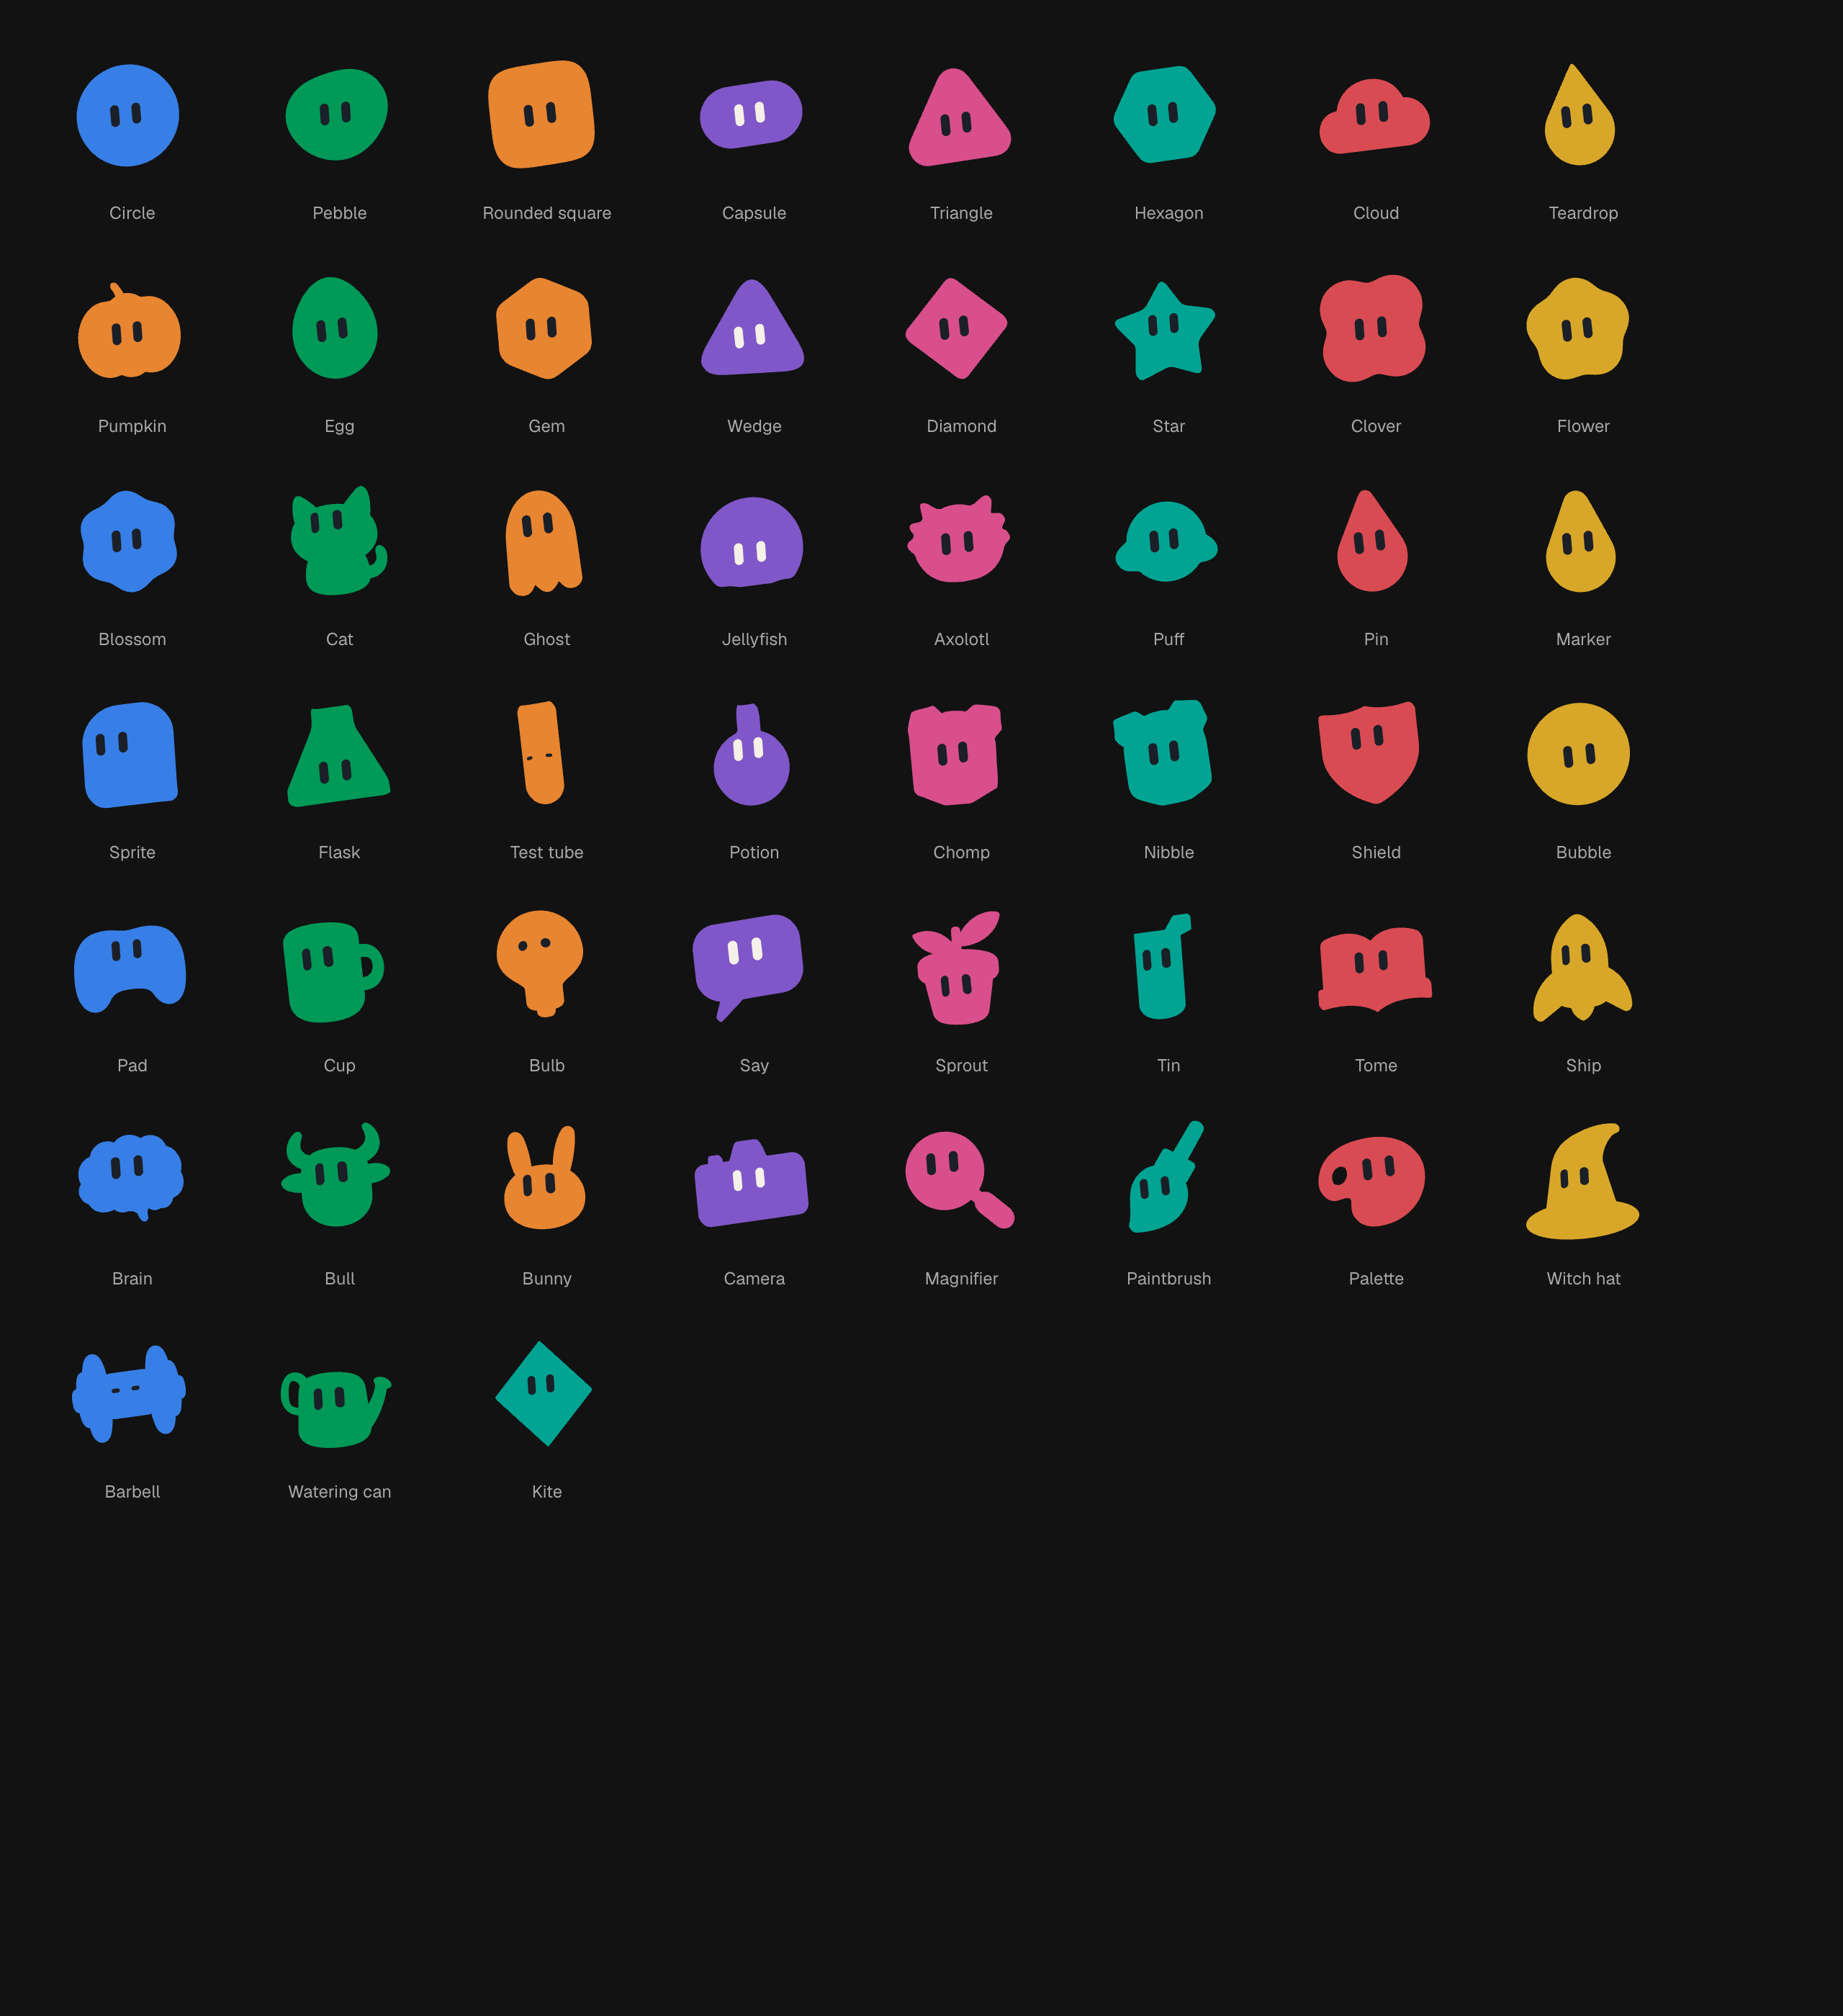 Circle Pebble Rounded square Capsule Triangle Hexagon Cloud Teardrop
Pumpkin Egg Gem Wedge Diamond Star Clover Flower
Blossom Cat Ghost Jellyfish Axolotl Puff Pin Marker
Sprite Flask Test tube Potion Chomp Nibble Shield Bubble
Pad Cup Bulb Say Sprout Tin Tome Ship
Brain Bull Bunny Camera Magnifier Paintbrush Palette Witch hat
Barbell Watering can Kite